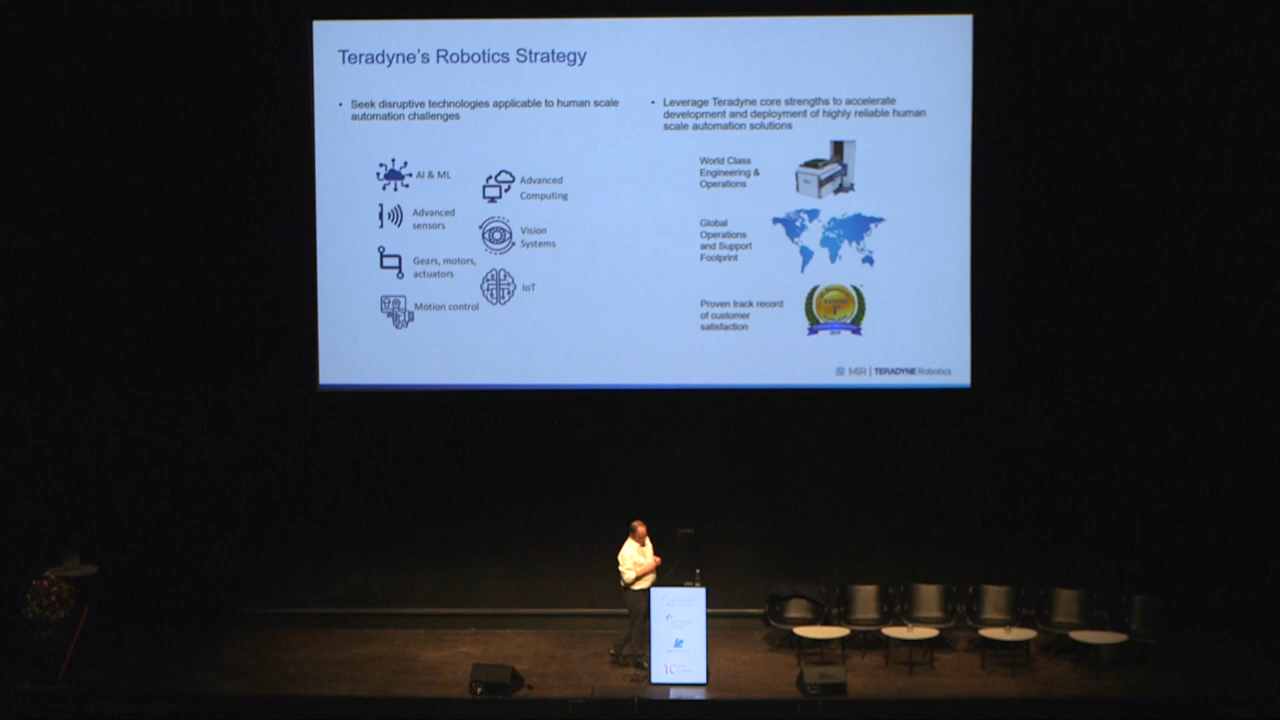 Teradyne's Robotics Strategy
• Seek disruptive technologies applicable to human scale
automation challenges
AI & ML
Advanced
sensors
Gears, motors,
actuators
Motion control
Advanced
Computing
Vision
Systems
IoT
• Leverage Teradyne core strengths to accelerate
development and deployment of highly reliable human
scale automation solutions
World Class
Engineering &
Operations
Global
Operations
and Support
Footprint
Proven track record
of customer
satisfaction
MiR | TERADYNE Robotics
10